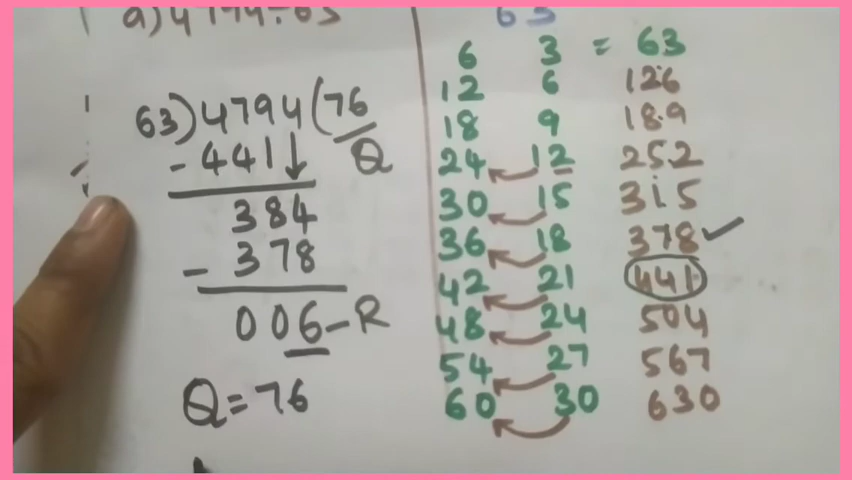 a) 4794÷63
63)4794(76
- 441↓ Q
384
- 378
006 - R
Q = 76
63
6 3 = 63
12 6 126
18 9 189
24 12 252
30 15 315
36 18 378 ✓
42 21 441
48 24 504
54 27 567
60 30 630